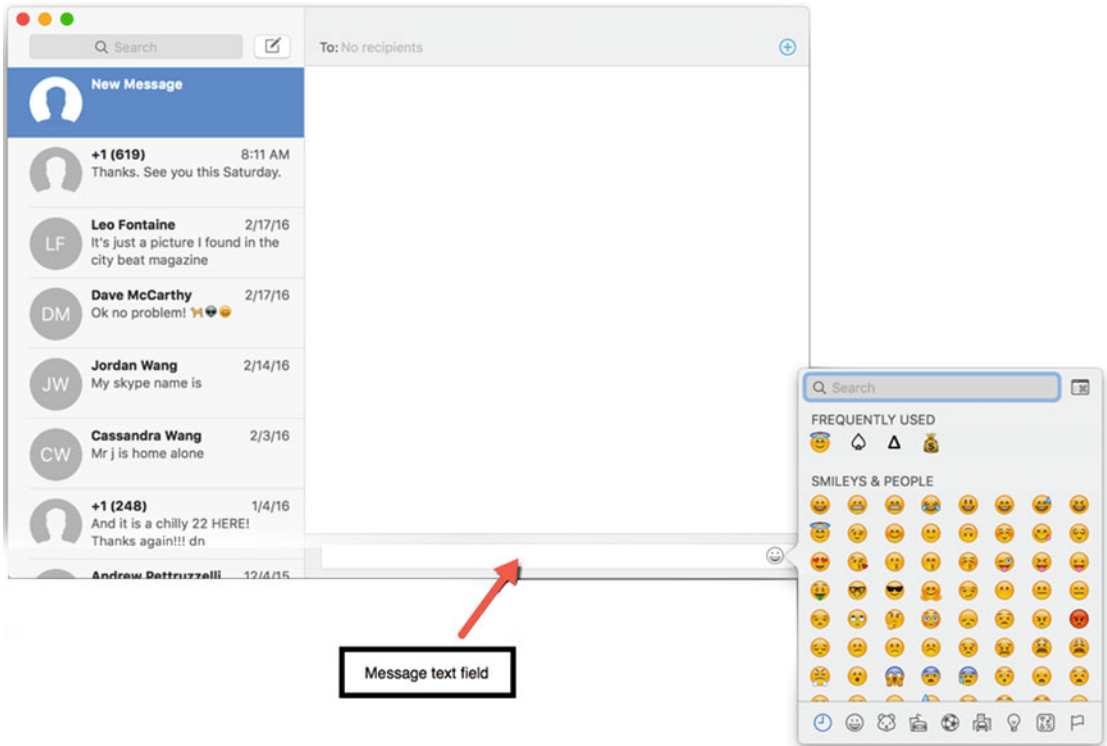 Search
To: No recipients
New Message
+1 (619) 8:11 AM
Thanks. See you this Saturday.
LF
Leo Fontaine 2/17/16
It's just a picture I found in the
city beat magazine
DM
Dave McCarthy 2/17/16
Ok no problem! 🐕👽😄
JW
Jordan Wang 2/14/16
My skype name is
CW
Cassandra Wang 2/3/16
Mr j is home alone
+1 (248) 1/4/16
And it is a chilly 22 HERE!
Thanks again!!! dn
Andrew Pettruzzelli 12/4/15
Message text field
Search
FREQUENTLY USED
SMILEYS & PEOPLE